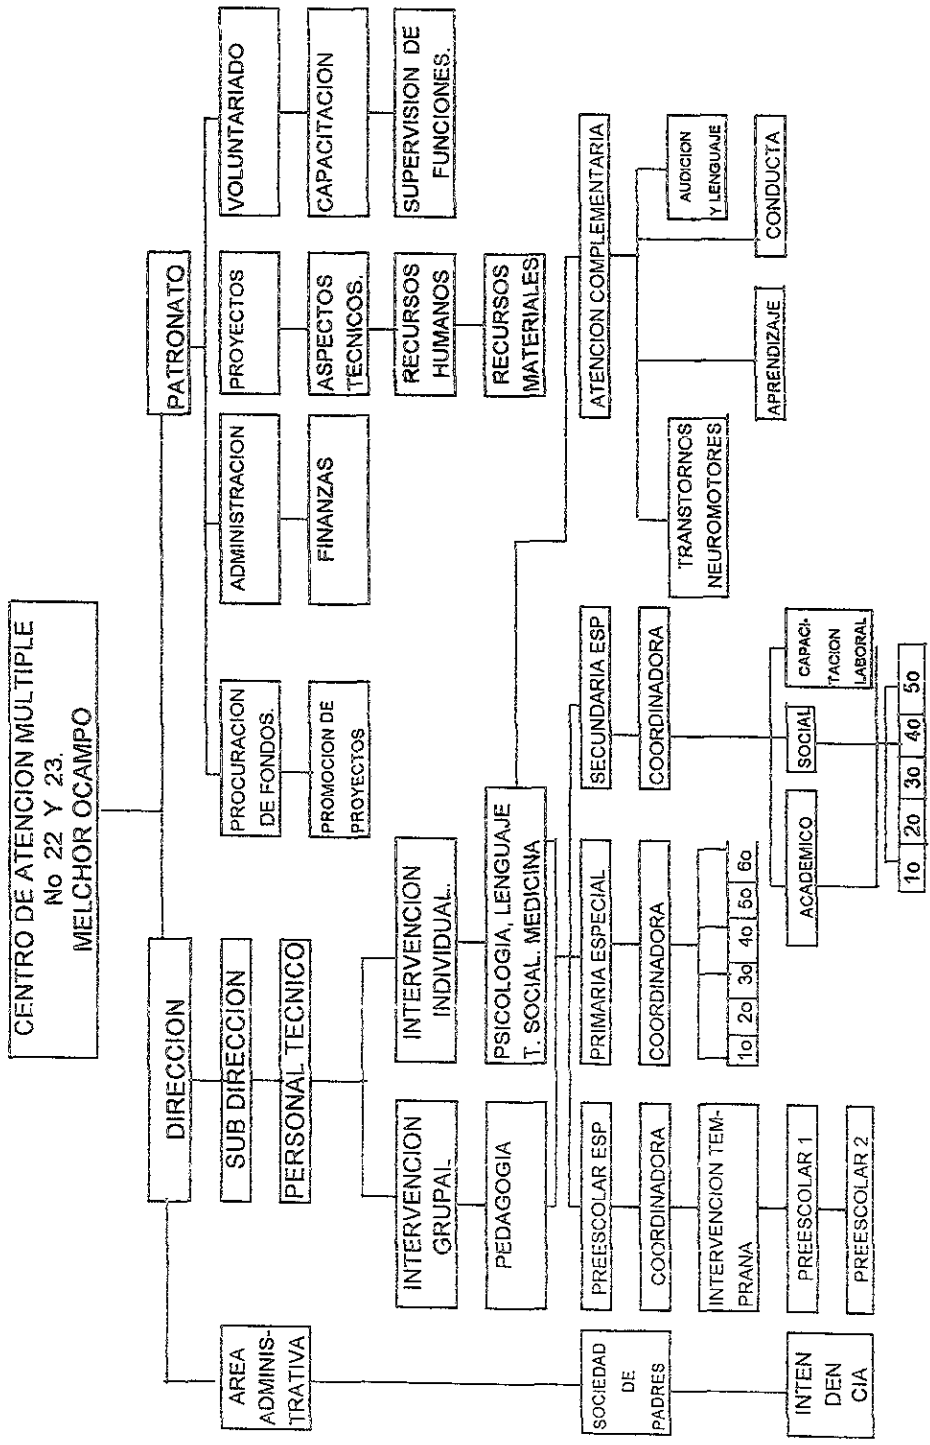 CENTRO DE ATENCION MULTIPLE
No 22 Y 23.
MELCHOR OCAMPO
DIRECCION
PATRONATO
AREA
ADMINIS-
TRATIVA
SUB DIRECCION
PERSONAL TECNICO
PROCURACION
DE FONDOS.
ADMINISTRACION
PROYECTOS
VOLUNTARIADO
PROMOCION DE
PROYECTOS
FINANZAS
ASPECTOS
TECNICOS.
CAPACITACION
RECURSOS
HUMANOS
SUPERVISION DE
FUNCIONES.
RECURSOS
MATERIALES
INTERVENCION
GRUPAL
INTERVENCION
INDIVIDUAL.
PEDAGOGIA
PSICOLOGIA, LENGUAJE
T. SOCIAL. MEDICINA
SOCIEDAD
DE
PADRES
PREESCOLAR ESP
PRIMARIA ESPECIAL
SECUNDARIA ESP
ATENCION COMPLEMENTARIA
COORDINADORA
COORDINADORA
COORDINADORA
INTERVENCION TEM-
PRANA
1o 2o 3o 4o 5o 6o
TRANSTORNOS
NEUROMOTORES
AUDICION
Y LENGUAJE
INTEN
DEN
CIA
PREESCOLAR 1
ACADEMICO
SOCIAL
CAPACI-
TACION
LABORAL
APRENDIZAJE
CONDUCTA
PREESCOLAR 2
1o 2o 3o 4o 5o